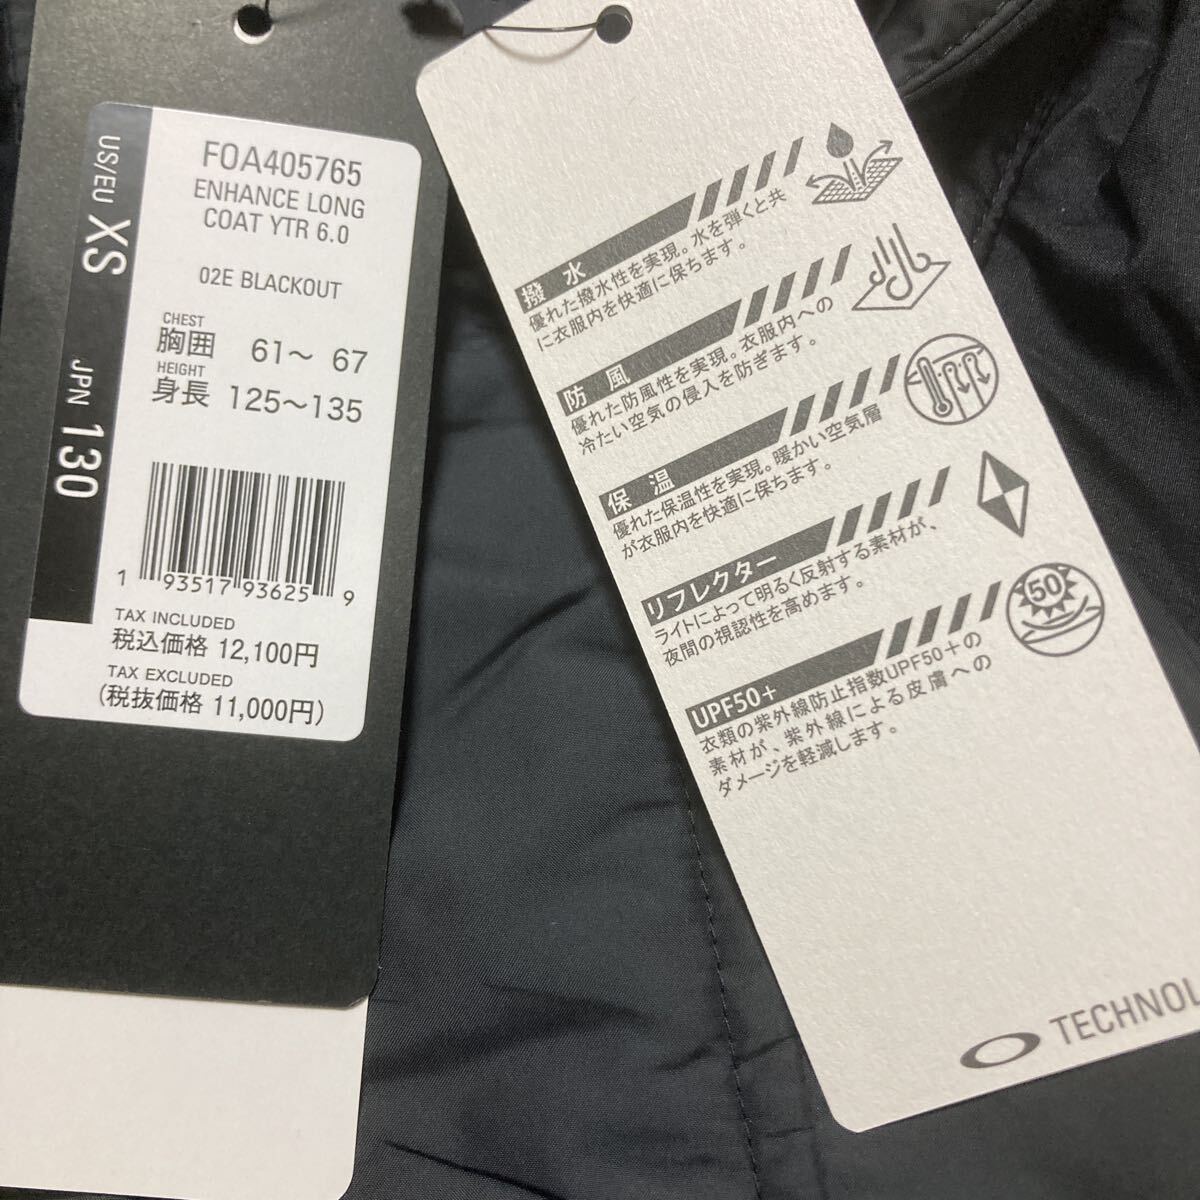 FOA405765
ENHANCE LONG
COAT YTR 6.0
02E BLACKOUT
US/EU XS
JPN 130
CHEST
胸囲 61〜 67
HEIGHT
身長 125〜135
1 93517 93625 9
TAX INCLUDED
税込価格 12,100円
TAX EXCLUDED
(税抜価格 11,000円)
撥水
優れた撥水性を実現。水を弾くと共
に衣服内を快適に保ちます。
防風
優れた防風性を実現。衣服内への
冷たい空気の侵入を防ぎます。
保温
優れた保温性を実現。暖かい空気層
が衣服内を快適に保ちます。
リフレクター
ライトによって明るく反射する素材が、
夜間の視認性を高めます。
UPF50+
50
衣類の紫外線防止指数UPF50+の
素材が、紫外線による皮膚への
ダメージを軽減します。
TECHNOL